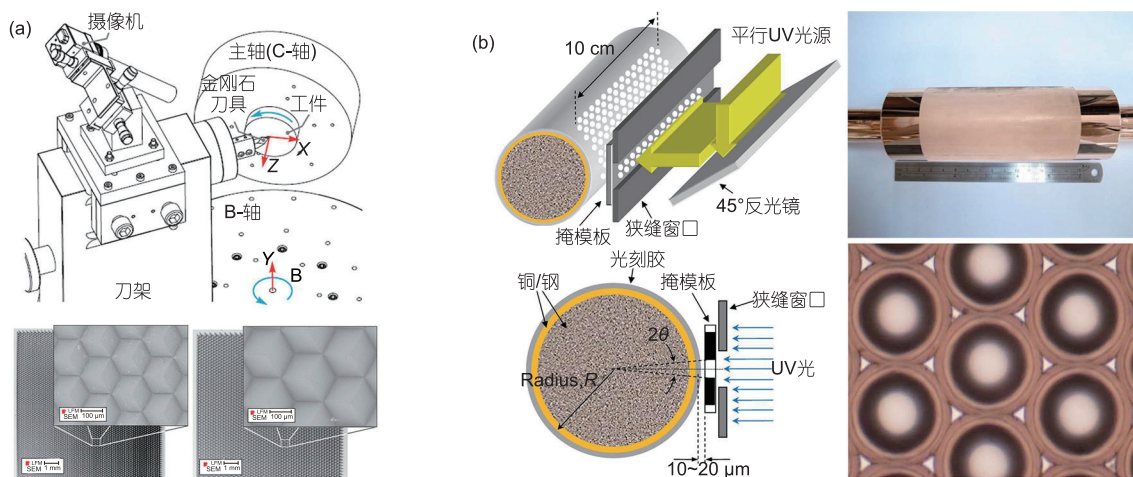 (a)
摄像机
主轴(C-轴)
金刚石
刀具
工件
X
Z
B-轴
Y
B
刀架
LFM
SEM
100 μm
LFM
SEM
1 mm
LFM
SEM
100 μm
LFM
SEM
1 mm
(b)
10 cm
平行UV光源
45°反光镜
掩模板
狭缝窗口
光刻胶
铜/钢
掩模板
狭缝窗口
2θ
Radius,R
UV光
10~20 μm